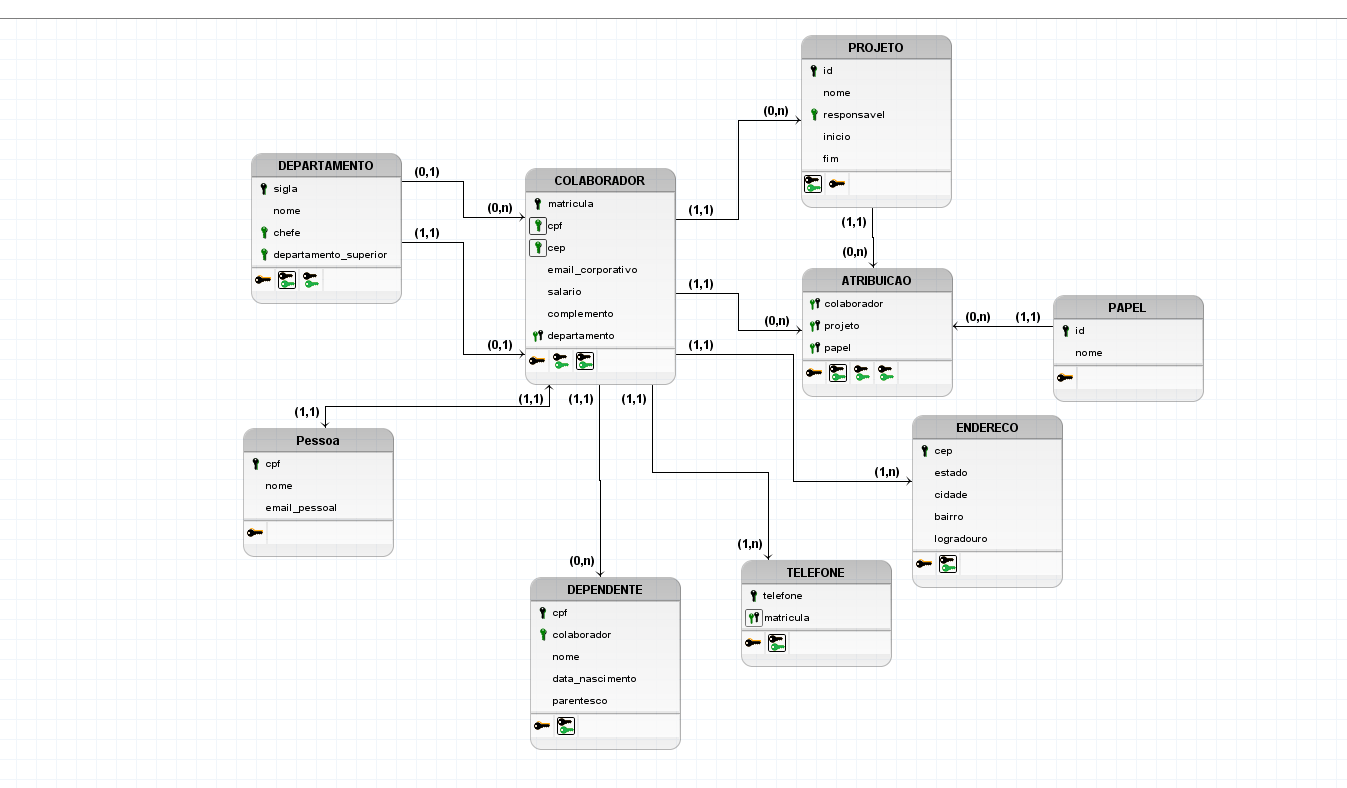 PROJETO
id
nome
responsavel
inicio
fim
(0,n)
(1,1)
DEPARTAMENTO
sigla
nome
chefe
departamento_superior
(0,1)
(0,n)
(1,1)
(0,1)
COLABORADOR
matricula
cpf
cep
email_corporativo
salario
complemento
departamento
(1,1)
(1,1)
(0,n)
(1,1)
(0,n)
ATRIBUICAO
colaborador
projeto
papel
(0,n)
(1,1)
PAPEL
id
nome
(1,1)
(1,1)
(1,1)
(1,1)
Pessoa
cpf
nome
email_pessoal
ENDERECO
cep
estado
cidade
bairro
logradouro
(1,n)
(0,n)
(1,n)
DEPENDENTE
cpf
colaborador
nome
data_nascimento
parentesco
TELEFONE
telefone
matricula